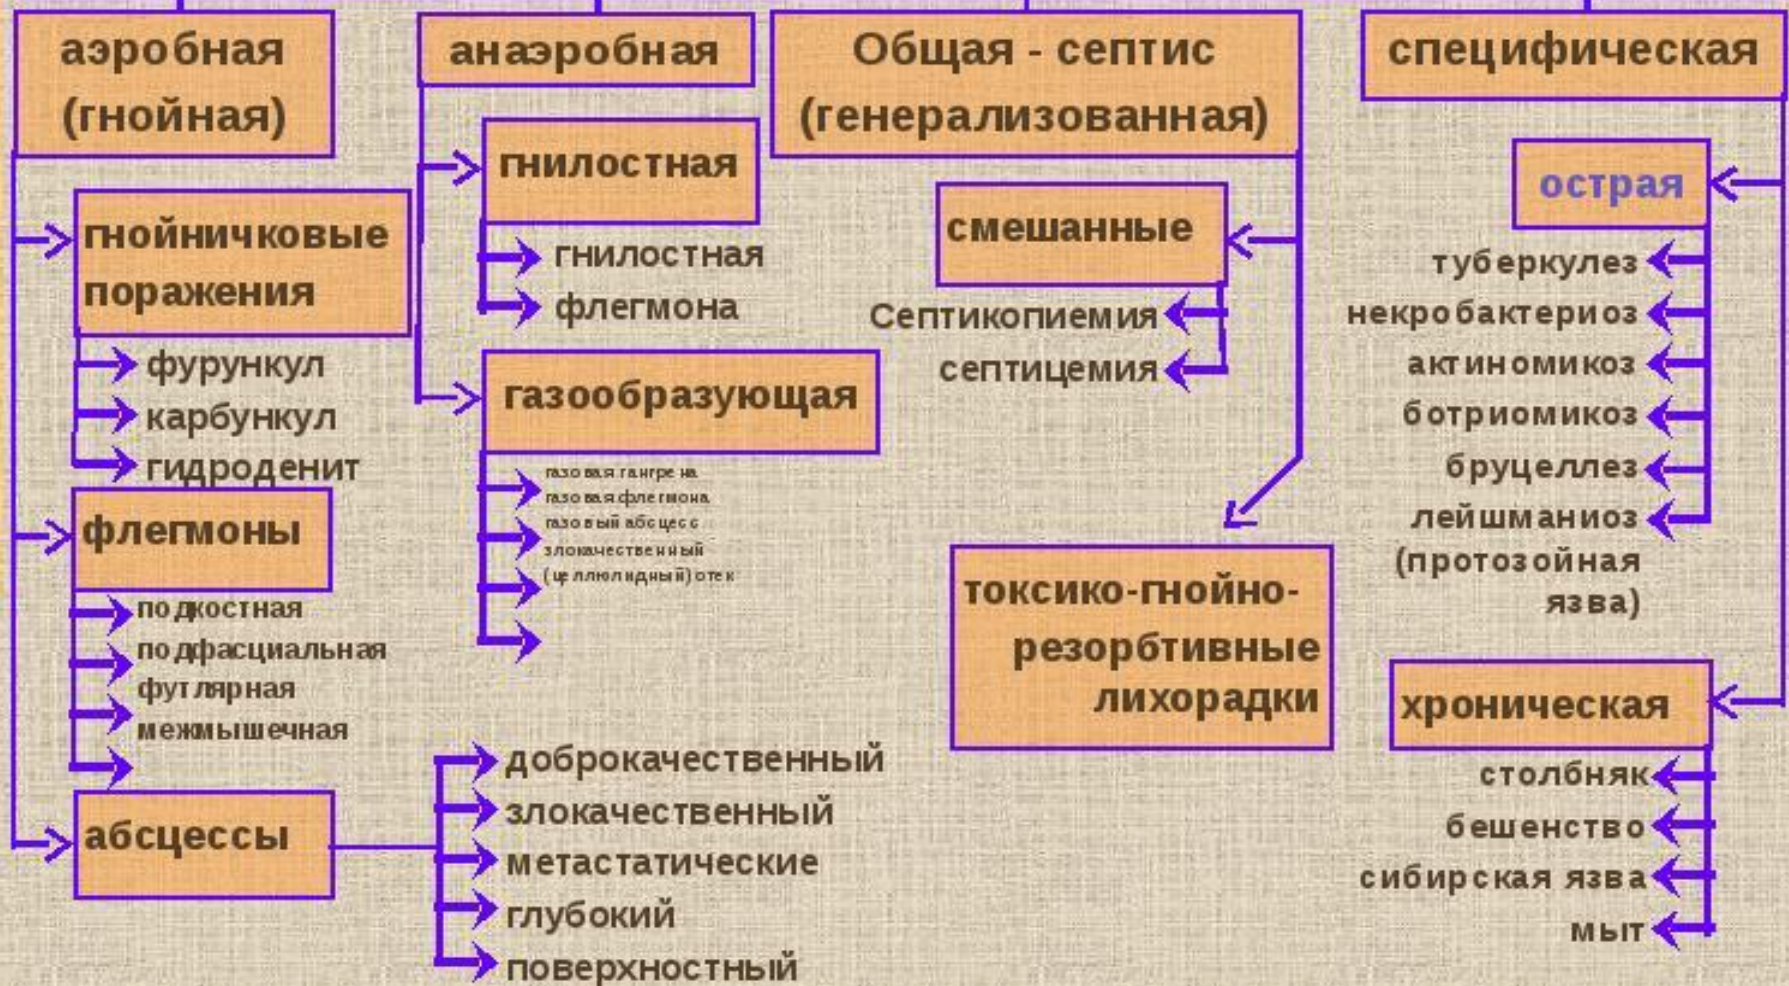 аэробная
(гнойная)
гнойничковые
поражения
фурункул
карбункул
гидроденит
флегмоны
подкостная
подфасциальная
футлярная
межмышечная
абсцессы
доброкачественный
злокачественный
метастатические
глубокий
поверхностный
анаэробная
гнилостная
гнилостная
флегмона
газообразующая
газовая гангрена
газовая флегмона
газовый абсцесс
злокачественный
(целлюлидный) отек
Общая - септис
(генерализованная)
смешанные
Септикопиемия
септицемия
токсико-гнойно-
резорбтивные
лихорадки
специфическая
острая
туберкулез
некробактериоз
актиномикоз
ботриомикоз
бруцеллез
лейшманиоз
(протозойная
язва)
хроническая
столбняк
бешенство
сибирская язва
мыт